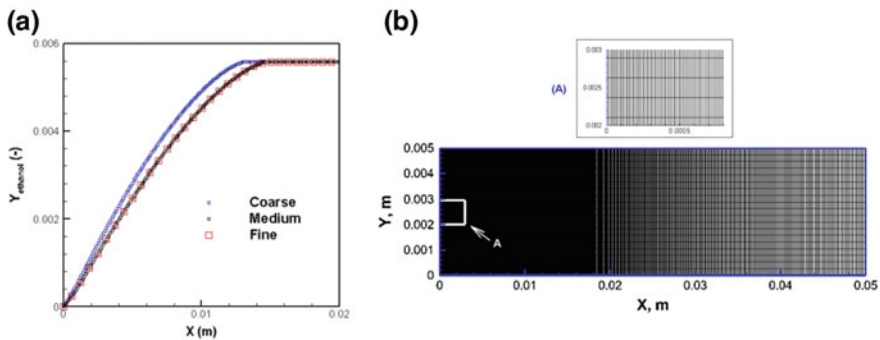 (a)
0.006
0.004
0.002
0
Y_ethanol (-)
Coarse
Medium
Fine
0
0.01
0.02
X (m)
(b)
(A)
0.003
0.0025
0.002
0
0.0005
0.005
0.004
0.003
0.002
0.001
0
Y, m
A
0
0.01
0.02
0.03
0.04
0.05
X, m